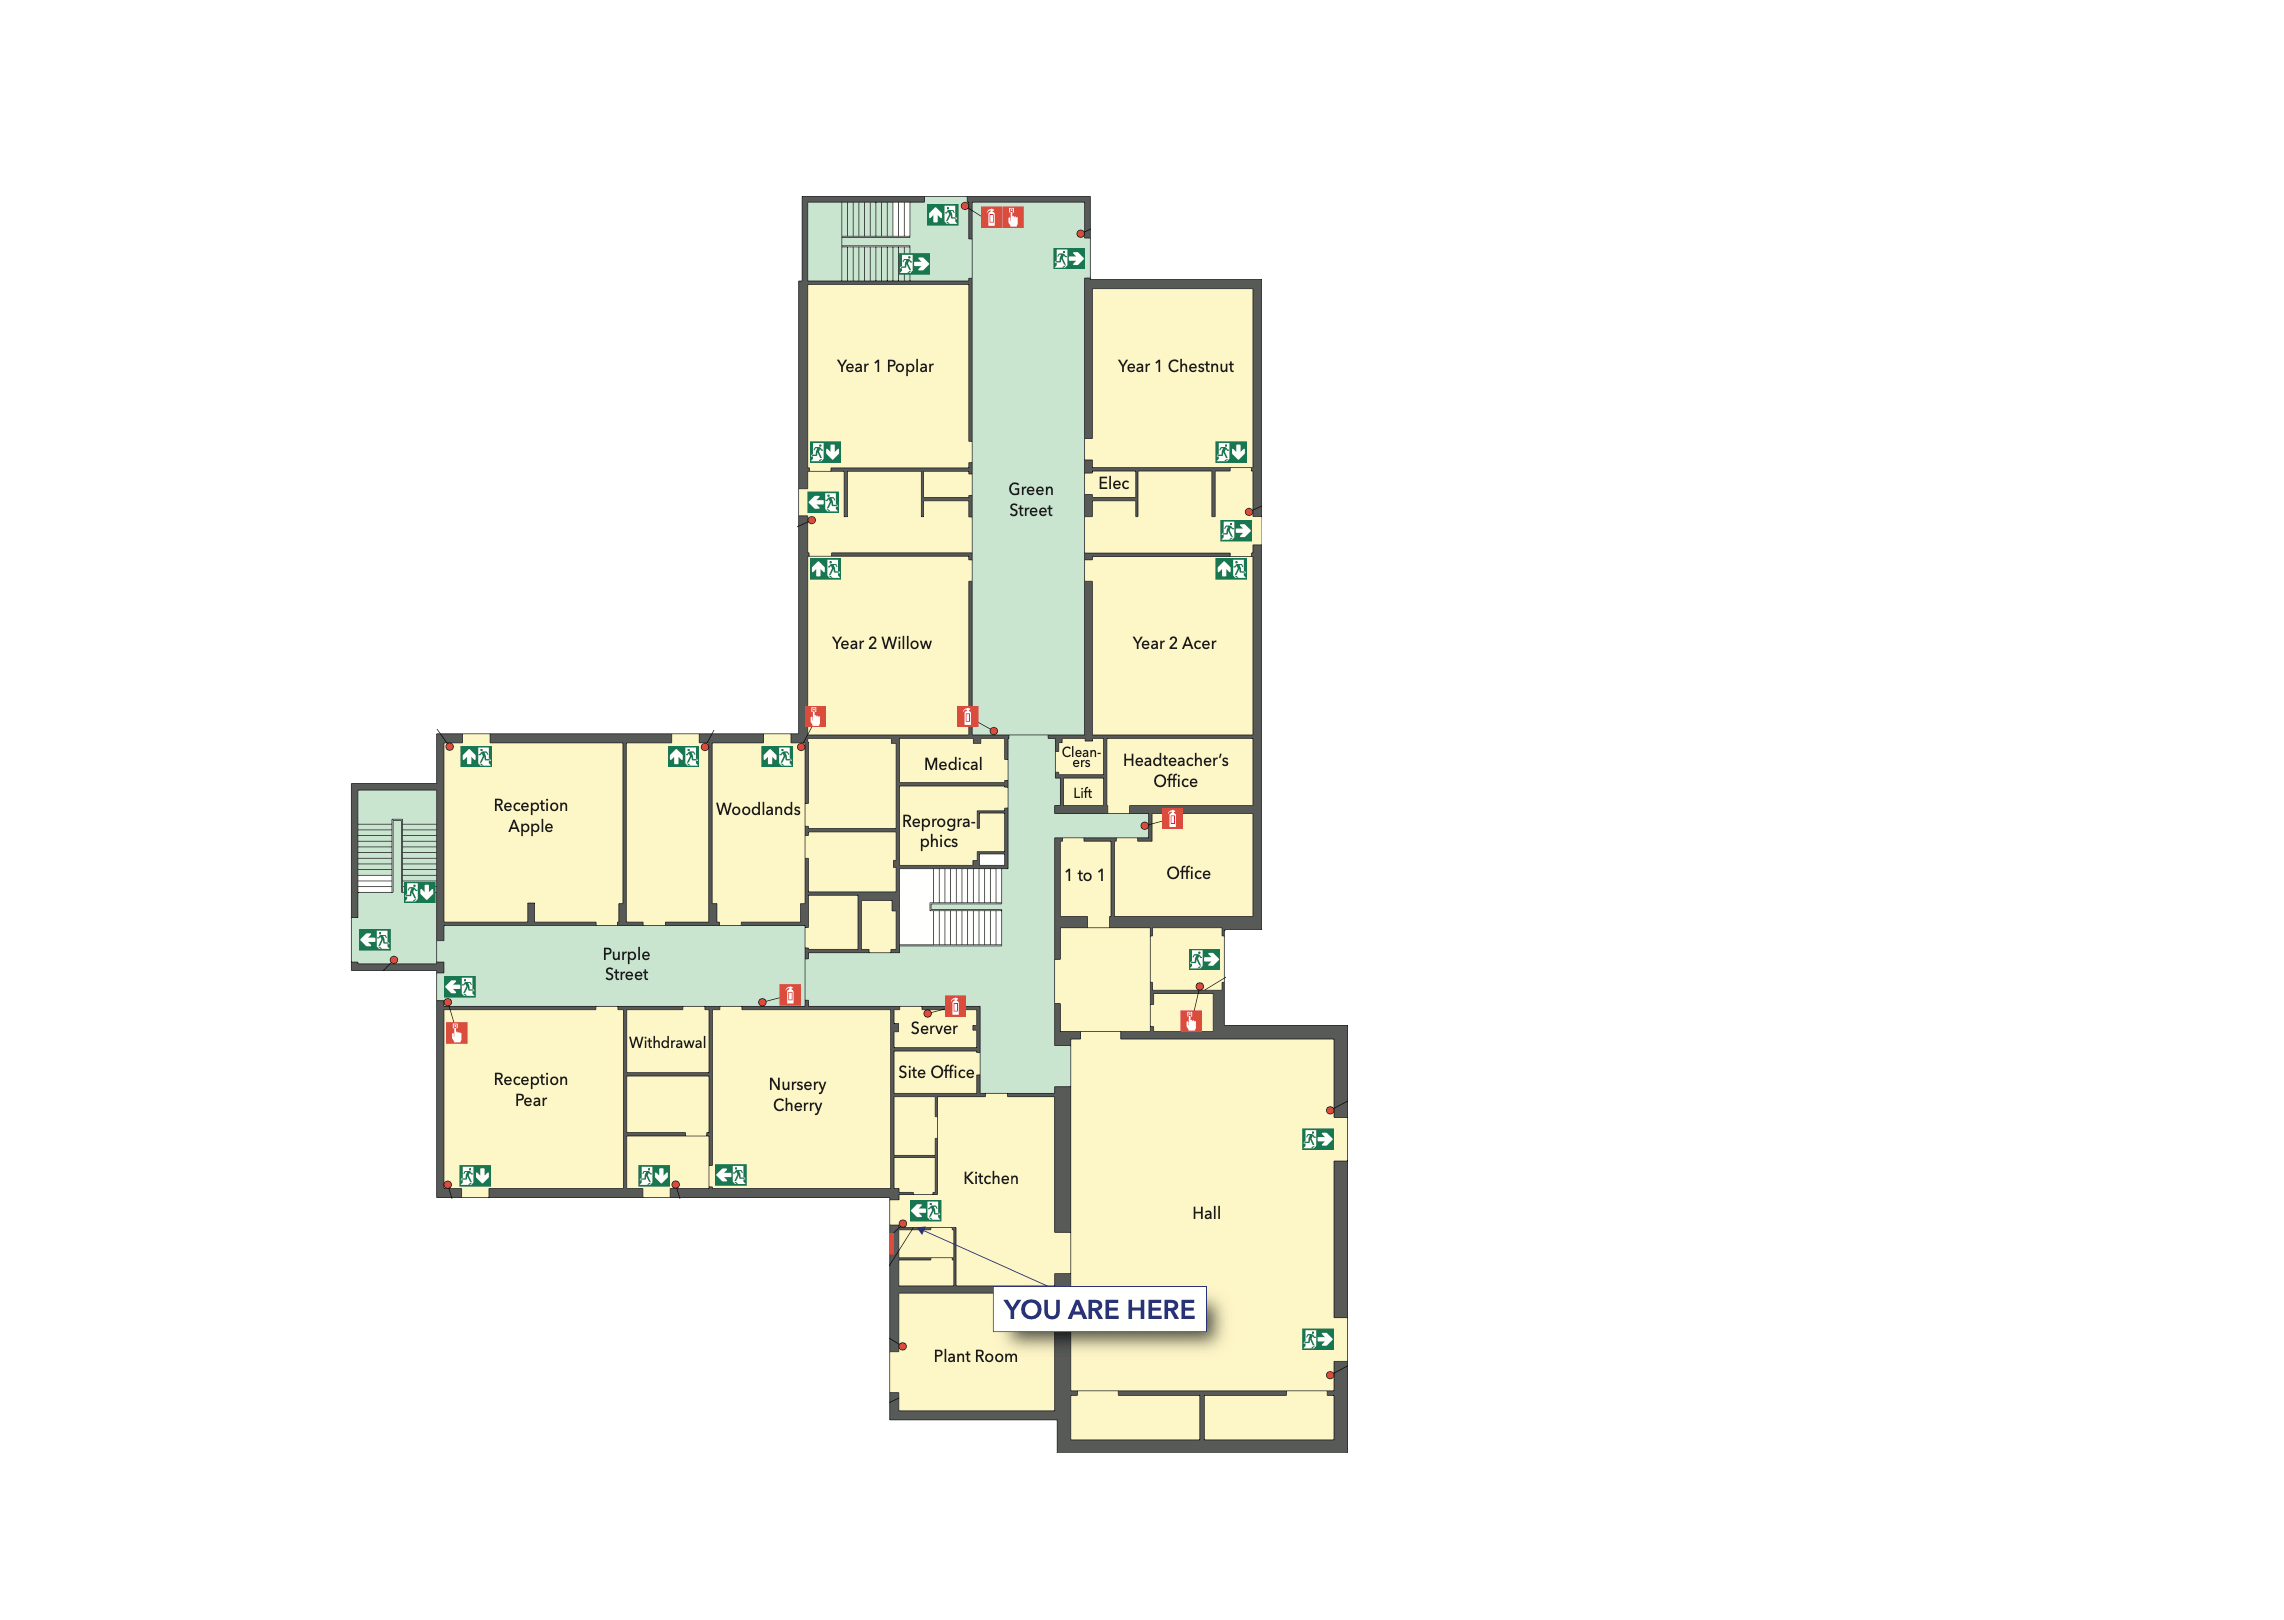 Year 1 Poplar
Year 1 Chestnut
Green
Street
Elec
Year 2 Willow
Year 2 Acer
Medical
Clean-
ers
Headteacher's
Office
Lift
Reception
Apple
Woodlands
Reprogra-
phics
1 to 1
Office
Purple
Street
Server
Withdrawal
Site Office
Reception
Pear
Nursery
Cherry
Kitchen
Hall
YOU ARE HERE
Plant Room